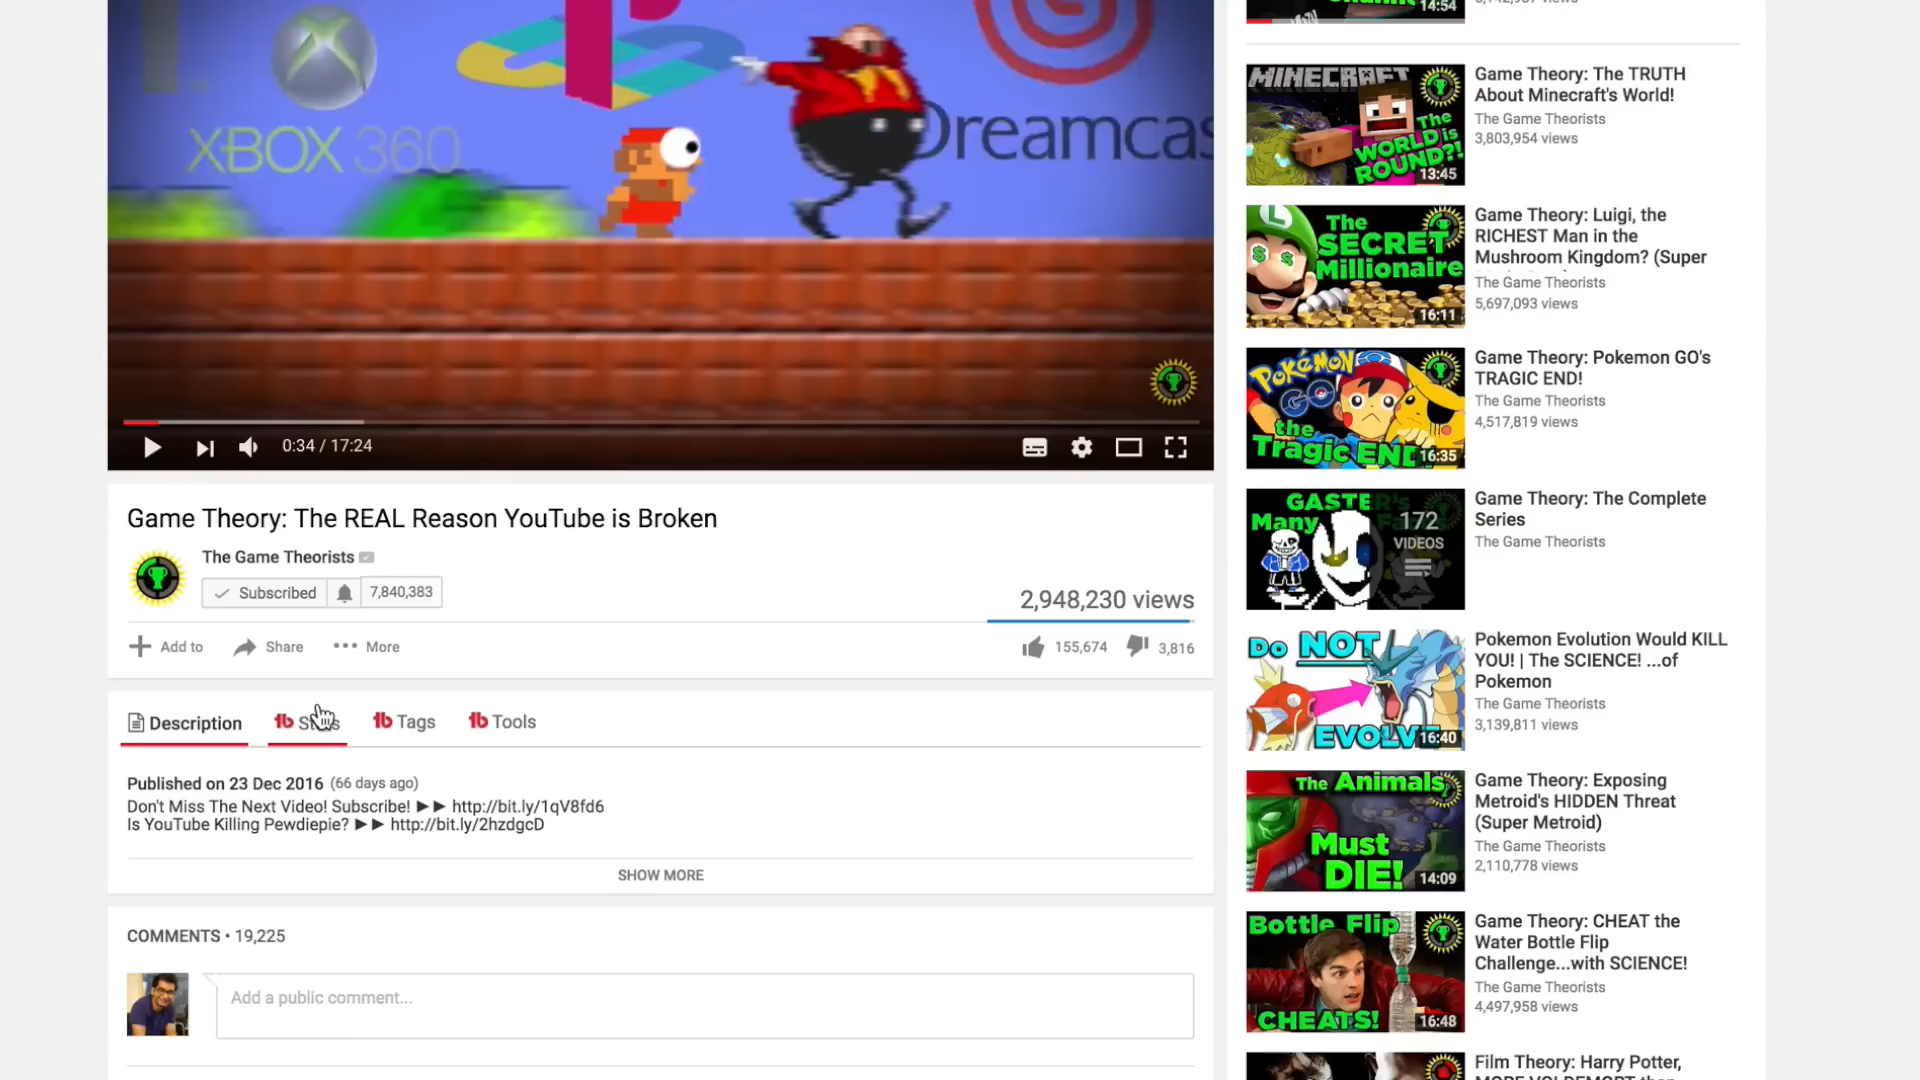 XBOX 360
Dreamcas
0:34 / 17:24
Game Theory: The REAL Reason YouTube is Broken
The Game Theorists
Subscribed
7,840,383
2,948,230 views
Add to
Share
More
155,674
3,816
Description
Tags
Tools
Published on 23 Dec 2016 (66 days ago)
Don't Miss The Next Video! Subscribe! ►► http://bit.ly/1qV8fd6
Is YouTube Killing Pewdiepie? ►► http://bit.ly/2hzdgcD
SHOW MORE
COMMENTS • 19,225
Add a public comment...
14:54
MINECRAFT
The
WORLD is
ROUND?!
13:45
Game Theory: The TRUTH
About Minecraft's World!
The Game Theorists
3,803,954 views
L
The
SECRET
Millionaire
16:11
Game Theory: Luigi, the
RICHEST Man in the
Mushroom Kingdom? (Super
The Game Theorists
5,697,093 views
POKéMON
GO
the
Tragic END
16:35
Game Theory: Pokemon GO's
TRAGIC END!
The Game Theorists
4,517,819 views
GASTER's
Many
172
VIDEOS
Game Theory: The Complete
Series
The Game Theorists
Do NOT
EVOLVE
16:40
Pokemon Evolution Would KILL
YOU! | The SCIENCE! ...of
Pokemon
The Game Theorists
3,139,811 views
The Animals
Must
DIE!
14:09
Game Theory: Exposing
Metroid's HIDDEN Threat
(Super Metroid)
The Game Theorists
2,110,778 views
Bottle Flip
CHEATS!
16:48
Game Theory: CHEAT the
Water Bottle Flip
Challenge...with SCIENCE!
The Game Theorists
4,497,958 views
Film Theory: Harry Potter,